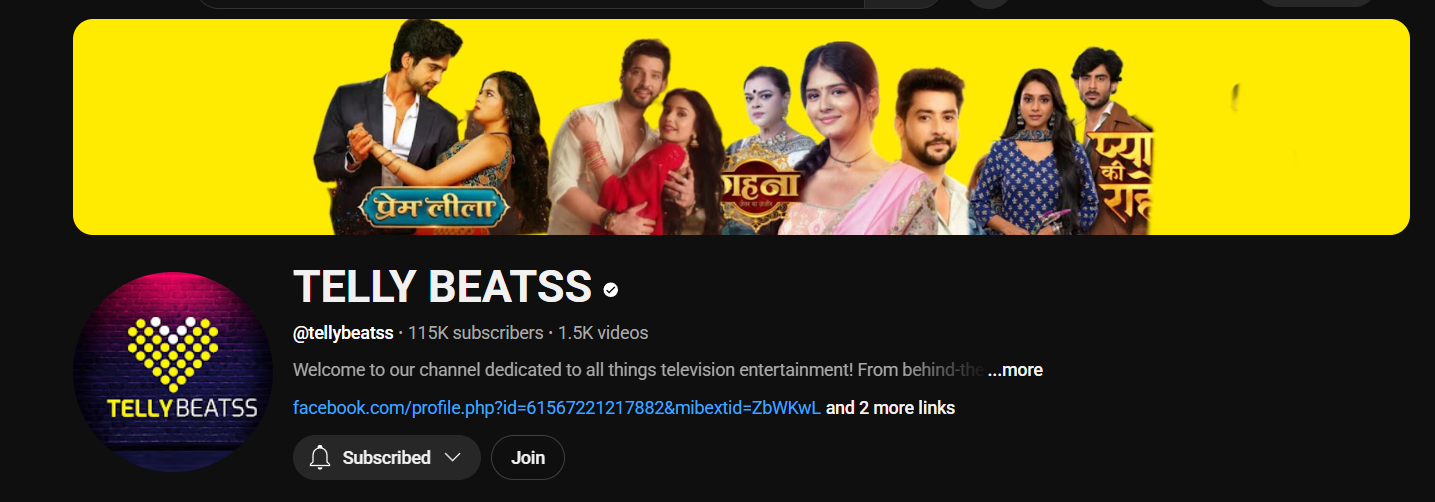 प्रेम लीला
गहना
ज़ेवर या ज़ंजीर
प्या
की
राहे
TELLY BEATSS
@tellybeatss · 115K subscribers · 1.5K videos
TELLY BEATSS
Welcome to our channel dedicated to all things television entertainment! From behind-the ...more
facebook.com/profile.php?id=61567221217882&mibextid=ZbWKwL and 2 more links
Subscribed
Join